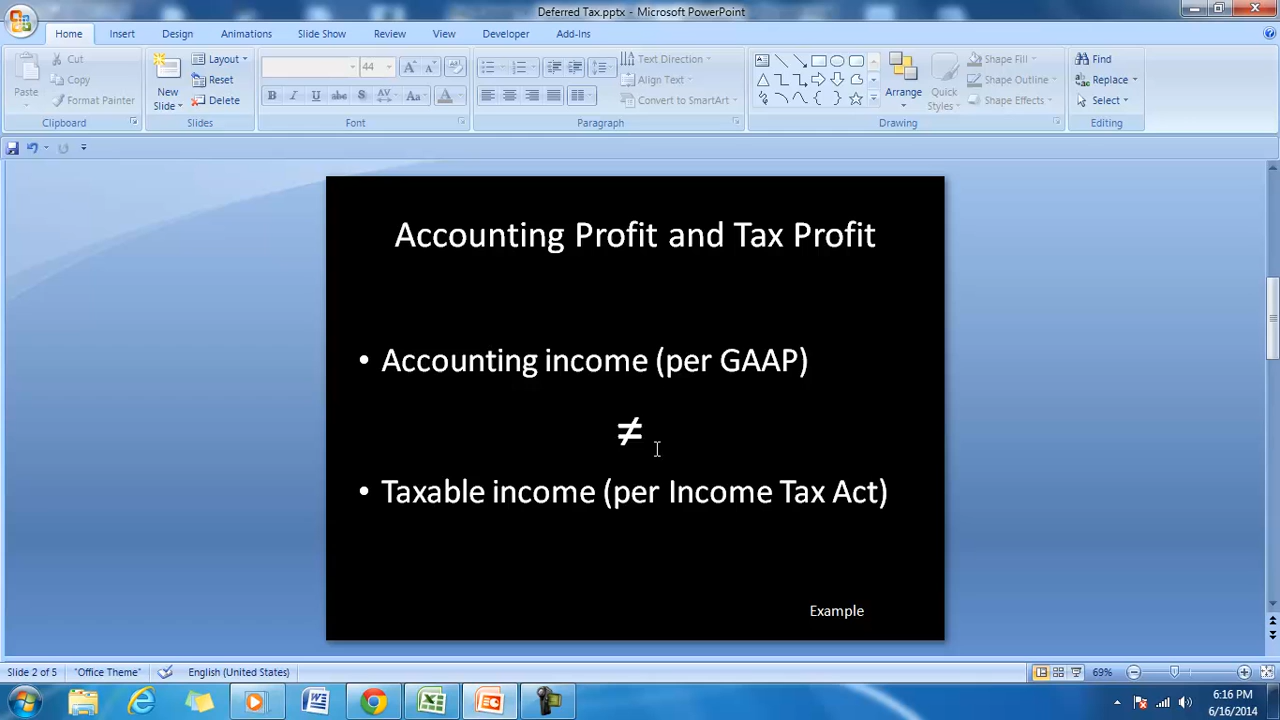 Deferred Tax.pptx - Microsoft PowerPoint
Home Insert Design Animations Slide Show Review View Developer Add-Ins
Paste
Cut
Copy
Format Painter
Clipboard
New Slide
Layout
Reset
Delete
Slides
44
B I U abc S AV Aa A
Font
Text Direction
Align Text
Convert to SmartArt
Paragraph
Arrange
Quick Styles
Shape Fill
Shape Outline
Shape Effects
Drawing
Find
Replace
Select
Editing
Accounting Profit and Tax Profit
• Accounting income (per GAAP)
≠
• Taxable income (per Income Tax Act)
Example
Slide 2 of 5 "Office Theme" English (United States) 69%
6:16 PM
6/16/2014